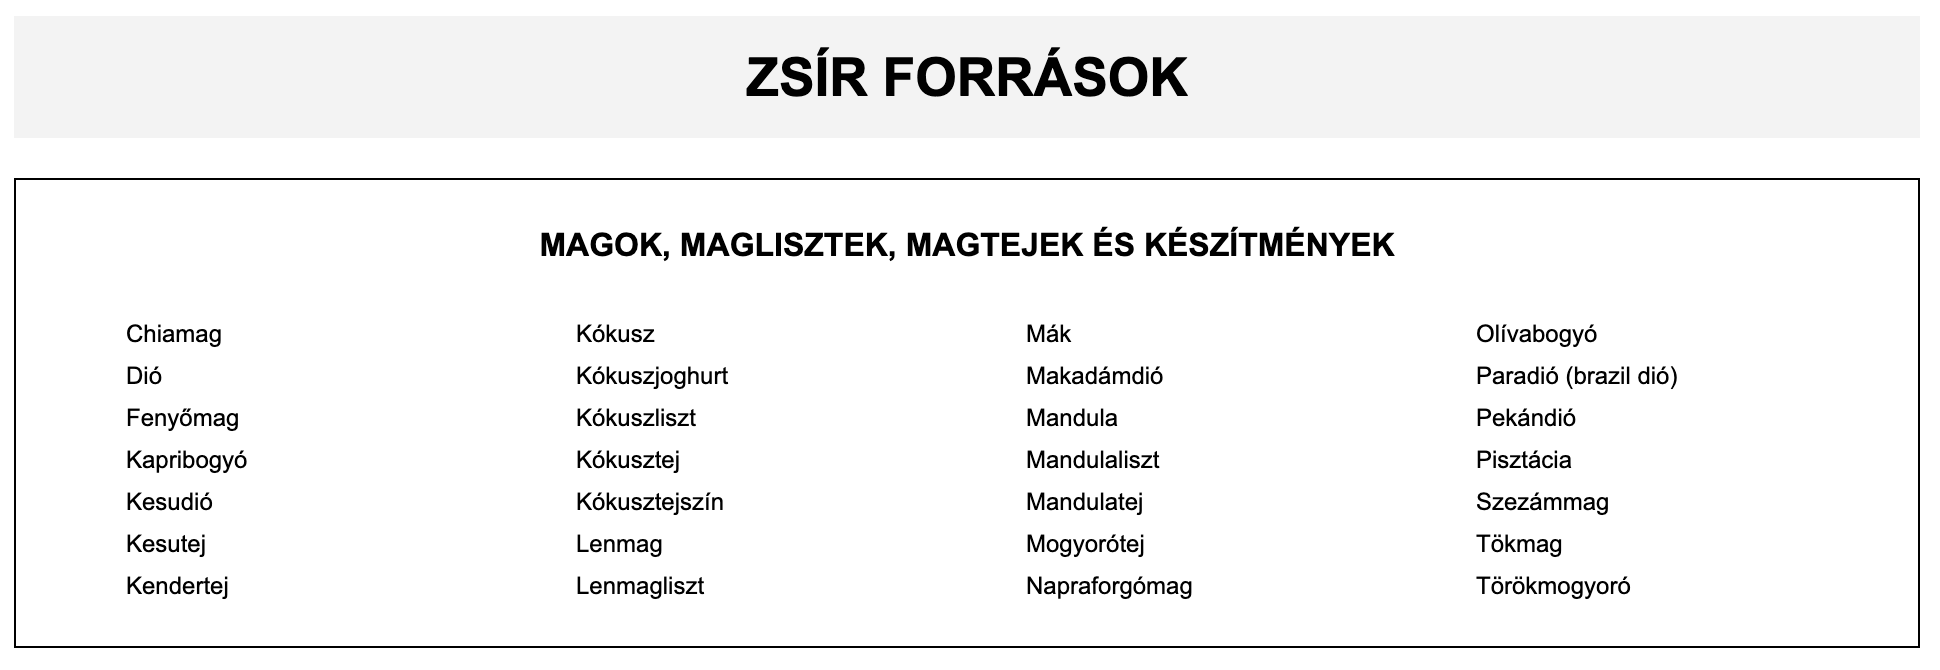 ZSÍR FORRÁSOK
MAGOK, MAGLISZTEK, MAGTEJEK ÉS KÉSZÍTMÉNYEK
Chiamag
Dió
Fenyőmag
Kapribogyó
Kesudió
Kesutej
Kendertej
Kókusz
Kókuszjoghurt
Kókuszliszt
Kókusztej
Kókusztejszín
Lenmag
Lenmagliszt
Mák
Makadámdió
Mandula
Mandulaliszt
Mandulatej
Mogyorótej
Napraforgómag
Olívabogyó
Paradió (brazil dió)
Pekándió
Pisztácia
Szezámmag
Tökmag
Törökmogyoró